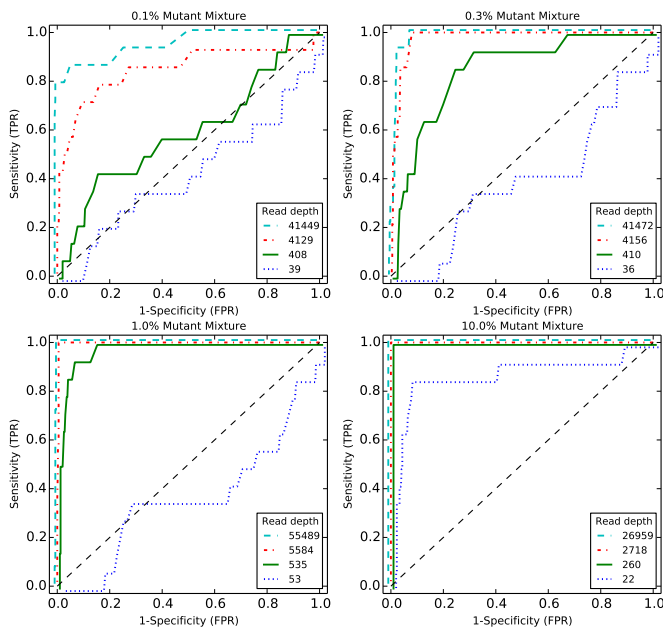 0.1% Mutant Mixture
Sensitivity (TPR)
1.0
0.8
0.6
0.4
0.2
0.0
Read depth
41449
4129
408
39
0.0 0.2 0.4 0.6 0.8 1.0
1-Specificity (FPR)
0.3% Mutant Mixture
Sensitivity (TPR)
1.0
0.8
0.6
0.4
0.2
0.0
Read depth
41472
4156
410
36
0.0 0.2 0.4 0.6 0.8 1.0
1-Specificity (FPR)
1.0% Mutant Mixture
Sensitivity (TPR)
1.0
0.8
0.6
0.4
0.2
0.0
Read depth
55489
5584
535
53
0.0 0.2 0.4 0.6 0.8 1.0
1-Specificity (FPR)
10.0% Mutant Mixture
Sensitivity (TPR)
1.0
0.8
0.6
0.4
0.2
0.0
Read depth
26959
2718
260
22
0.0 0.2 0.4 0.6 0.8 1.0
1-Specificity (FPR)